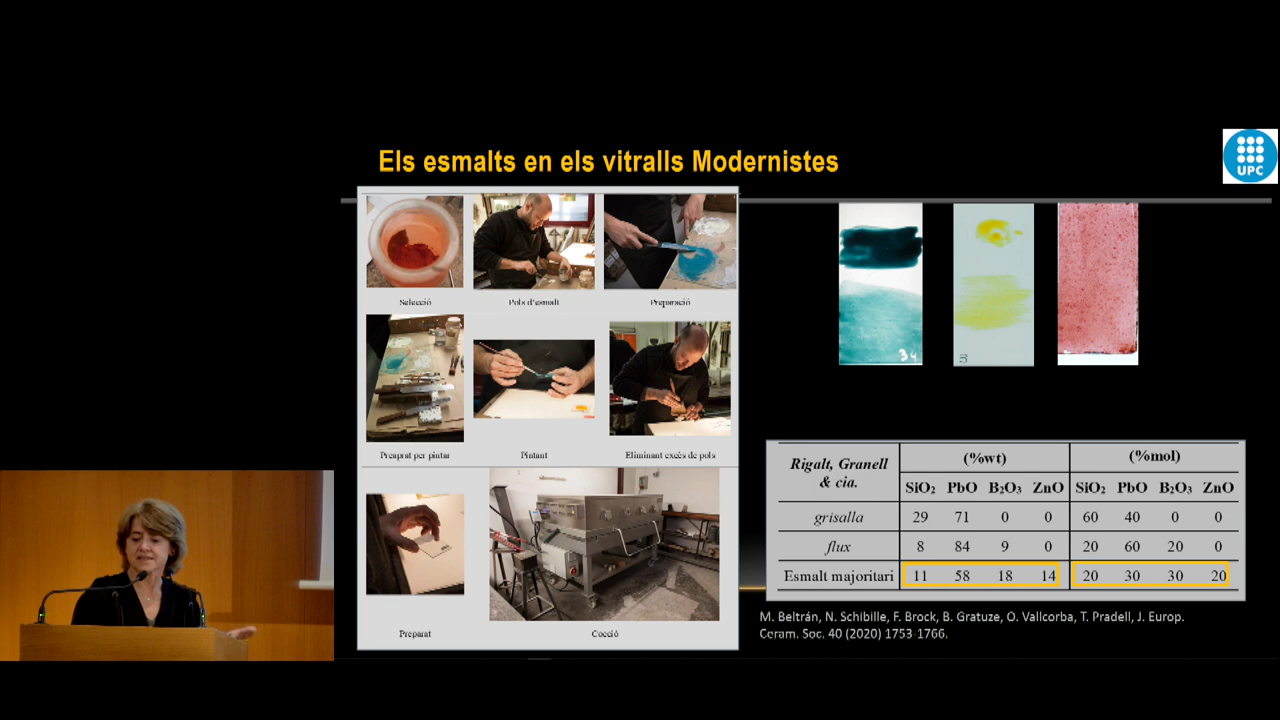 Els esmalts en els vitralls Modernistes
UPC
Selecció Pols d'esmalt Preparació
Preaprat per pintar Pintant Eliminant excès de pols
Preparat Cocció
34
S
Rigalt, Granell & cia. (%wt) (%mol)
SiO₂ PbO B₂O₃ ZnO SiO₂ PbO B₂O₃ ZnO
grisalla 29 71 0 0 60 40 0 0
flux 8 84 9 0 20 60 20 0
Esmalt majoritari 11 58 18 14 20 30 30 20
M. Beltrán, N. Schibille, F. Brock, B. Gratuze, O. Vallcorba, T. Pradell, J. Europ.
Ceram. Soc. 40 (2020) 1753-1766.